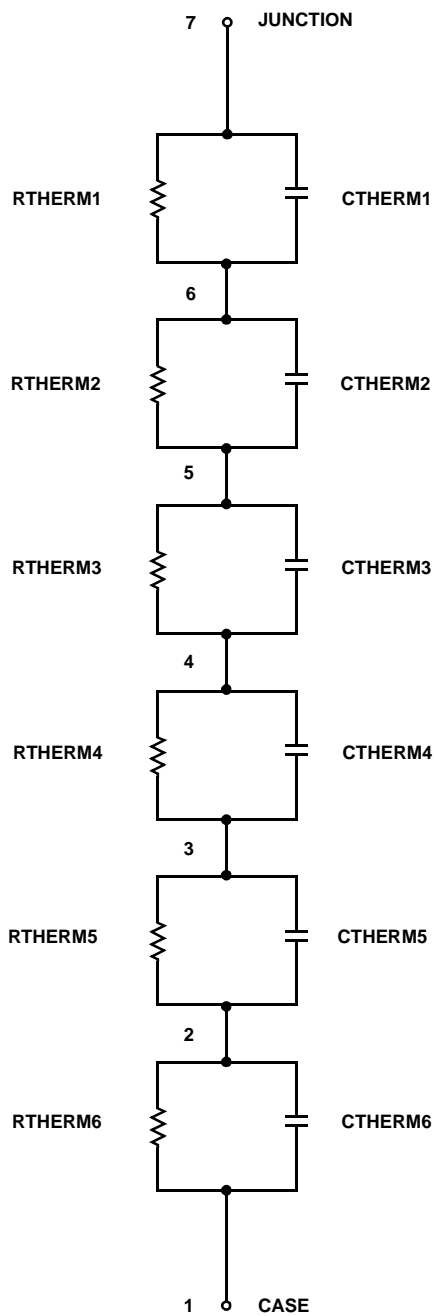 7 JUNCTION
RTHERM1 CTHERM1
6
RTHERM2 CTHERM2
5
RTHERM3 CTHERM3
4
RTHERM4 CTHERM4
3
RTHERM5 CTHERM5
2
RTHERM6 CTHERM6
1 CASE